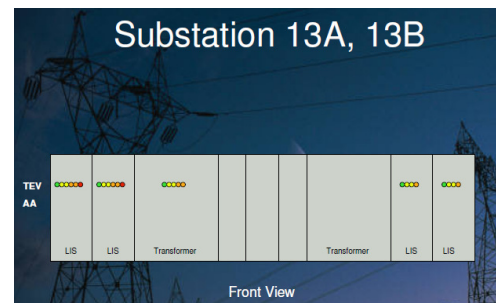 Substation 13A, 13B
TEV
AA
LIS LIS Transformer Transformer LIS LIS
Front View